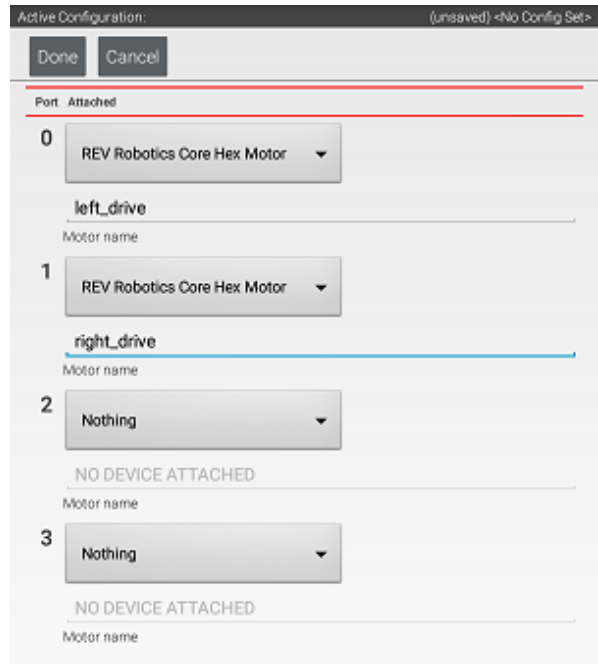 Active Configuration: (unsaved) <No Config Set>
Done Cancel
Port Attached
0 REV Robotics Core Hex Motor
left_drive
Motor name
1 REV Robotics Core Hex Motor
right_drive
Motor name
2 Nothing
NO DEVICE ATTACHED
Motor name
3 Nothing
NO DEVICE ATTACHED
Motor name